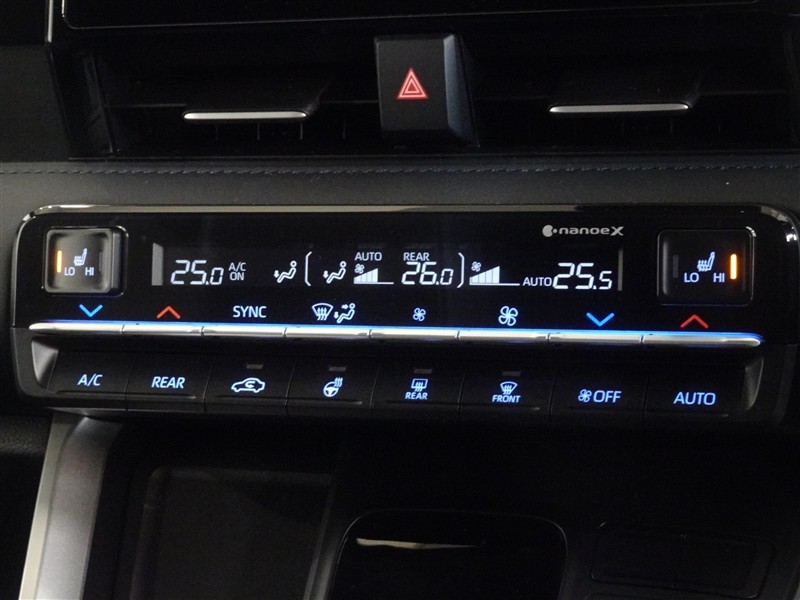 nanoeX
LO HI
25.0 A/C ON AUTO REAR 26.0 AUTO 25.5
LO HI
SYNC
A/C REAR REAR FRONT OFF AUTO